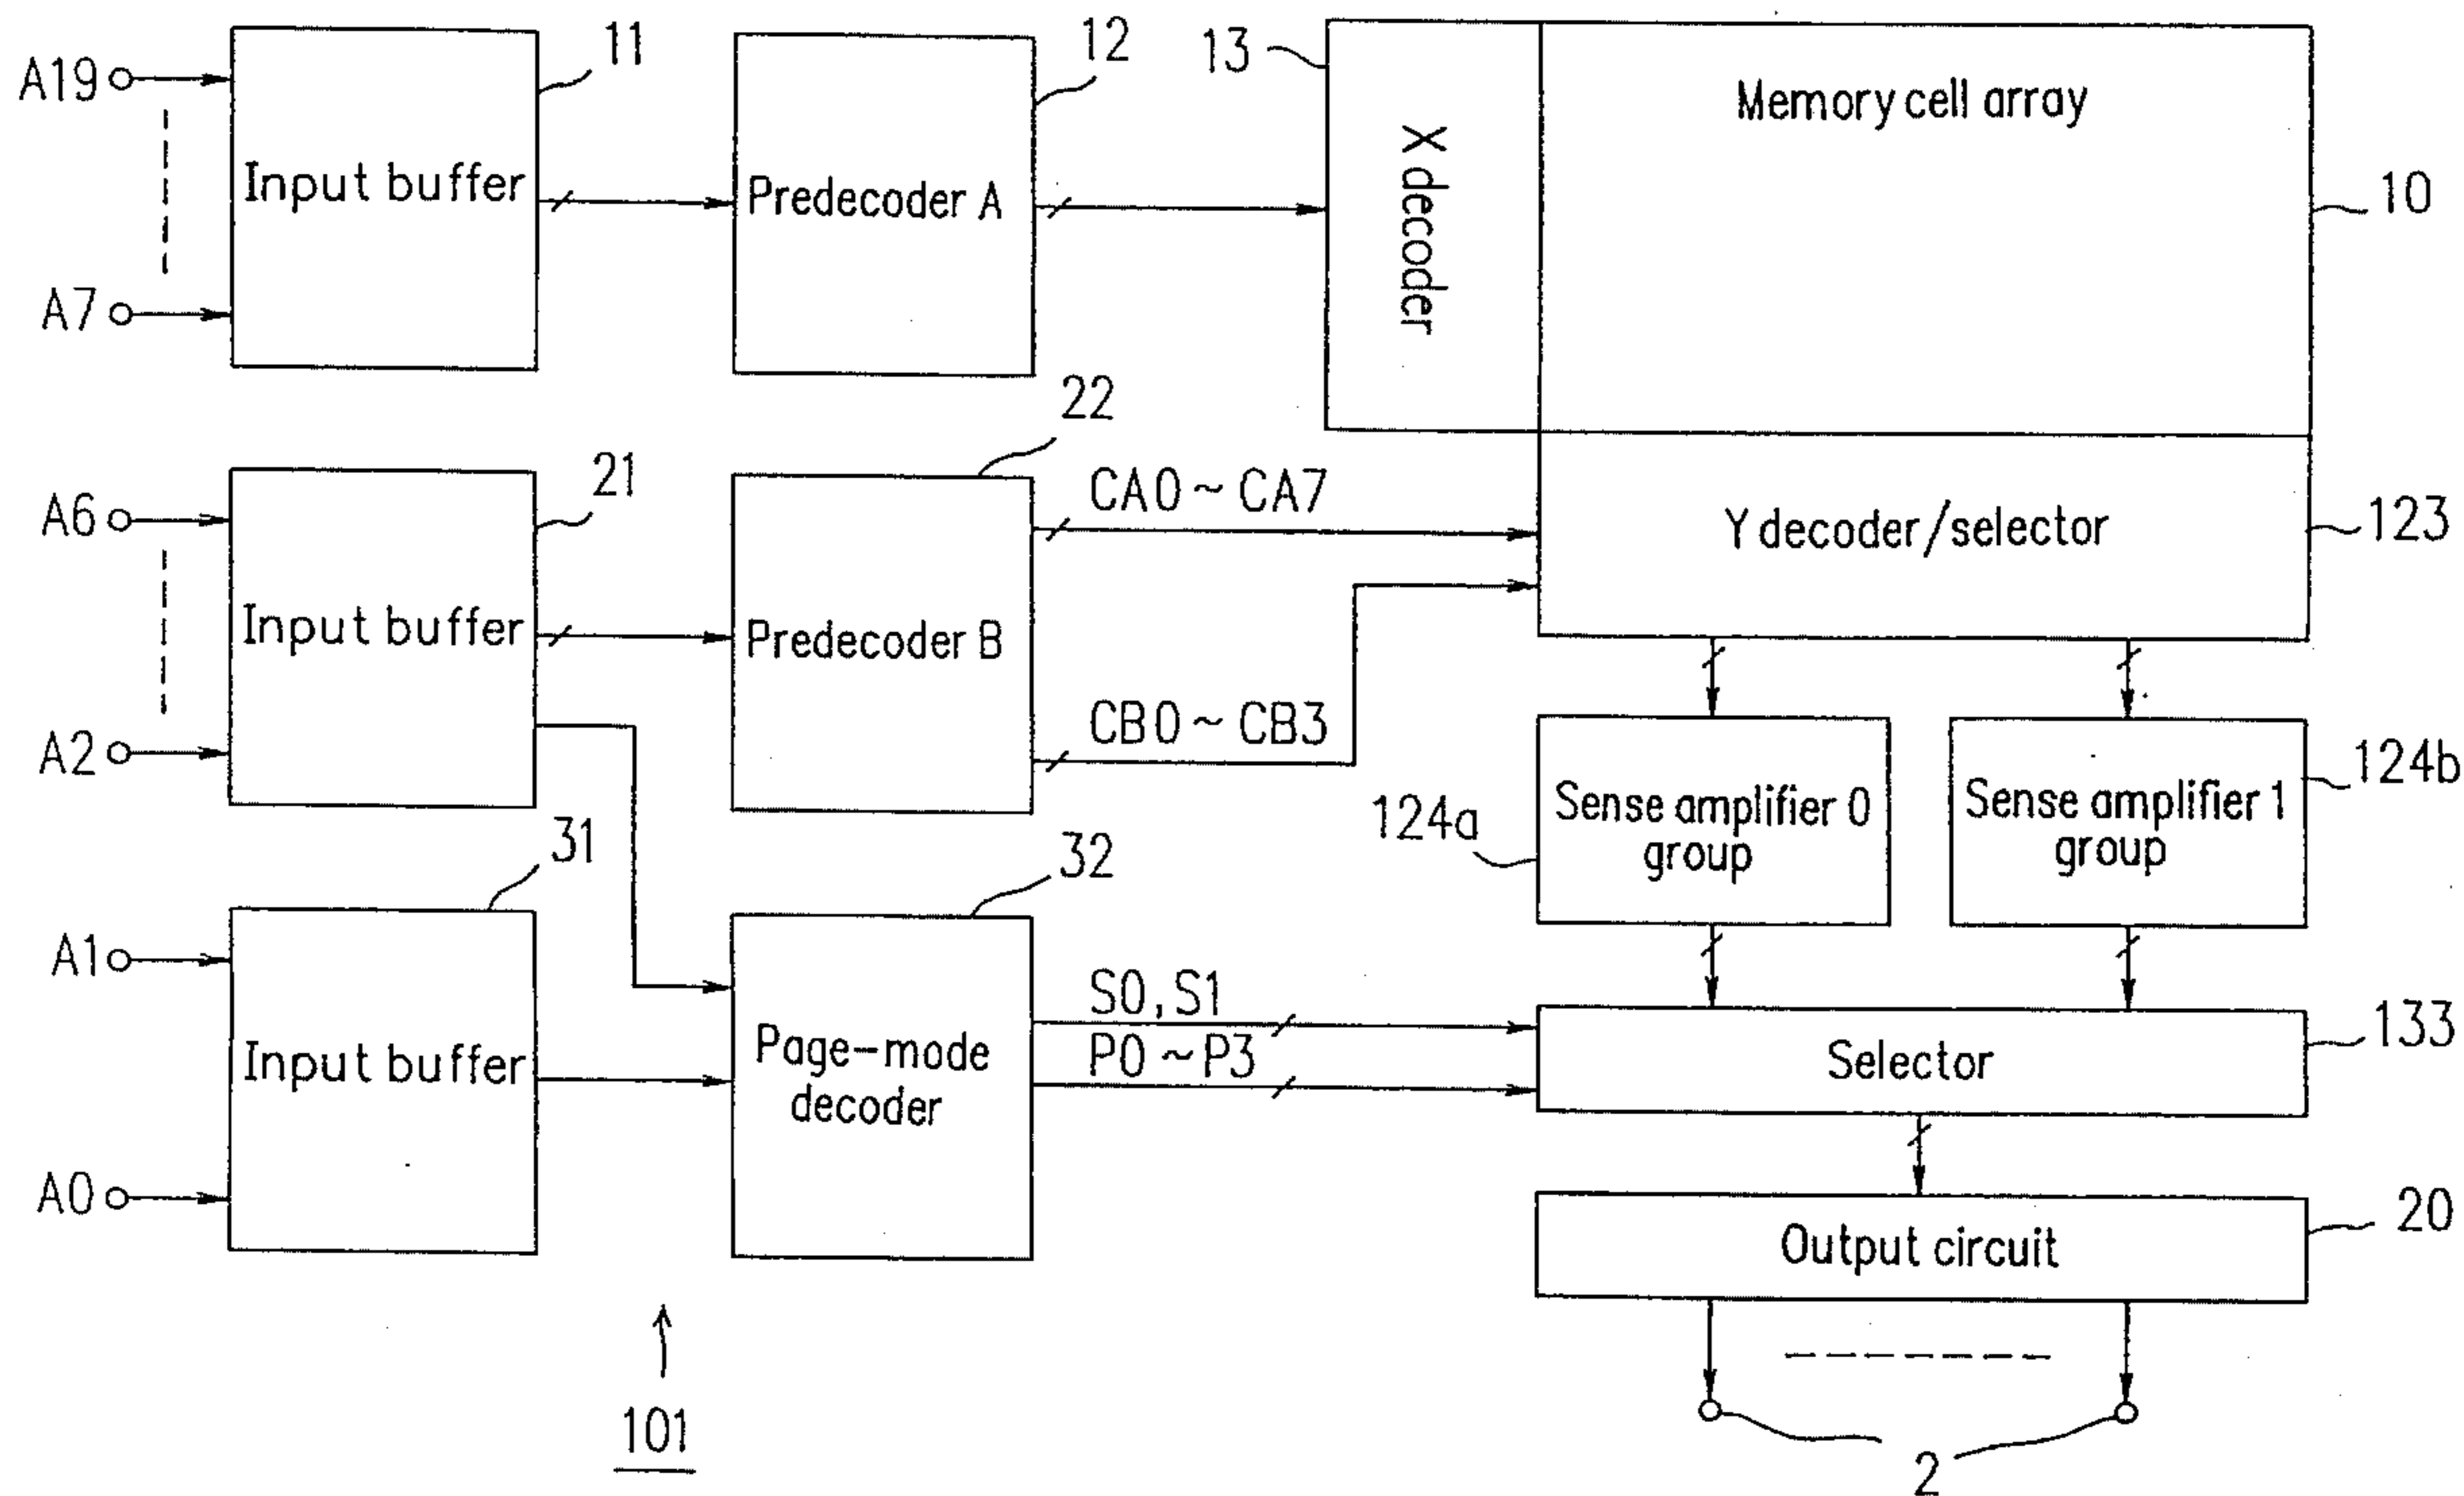 A19
A7
Input buffer
11
Predecoder A
12
13
X decoder
Memory cell array
10
A6
A2
Input buffer
21
Predecoder B
22
CA0 ~ CA7
CB0 ~ CB3
Y decoder/selector
123
Sense amplifier 0
group
124a
Sense amplifier 1
group
124b
A1
A0
Input buffer
31
Page-mode
decoder
32
S0, S1
P0 ~ P3
Selector
133
Output circuit
20
2
101